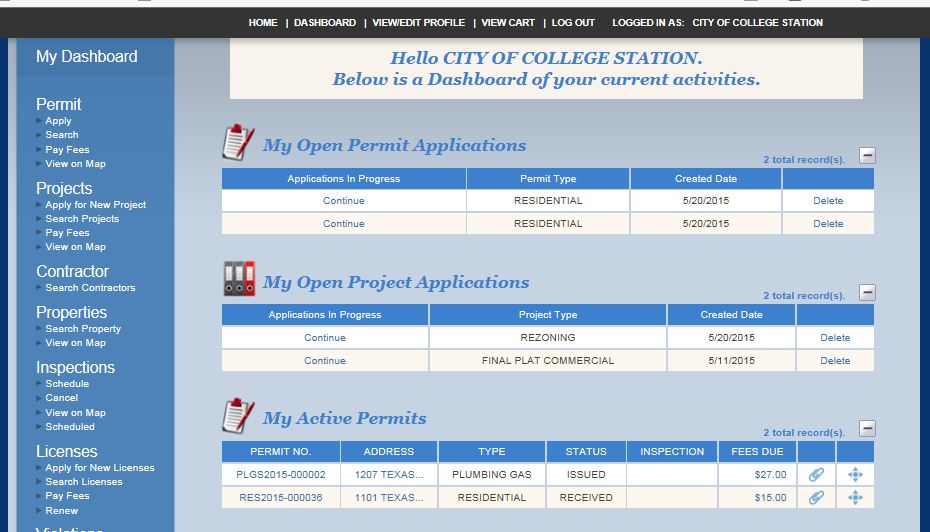 HOME | DASHBOARD | VIEW/EDIT PROFILE | VIEW CART | LOG OUT LOGGED IN AS: CITY OF COLLEGE STATION
My Dashboard
Permit
Apply
Search
Pay Fees
View on Map
Projects
Apply for New Project
Search Projects
Pay Fees
View on Map
Contractor
Search Contractors
Properties
Search Property
View on Map
Inspections
Schedule
Cancel
View on Map
Scheduled
Licenses
Apply for New Licenses
Search Licenses
Pay Fees
Renew
Hello CITY OF COLLEGE STATION.
Below is a Dashboard of your current activities.
My Open Permit Applications
2 total record(s).
Applications In Progress Permit Type Created Date
Continue RESIDENTIAL 5/20/2015 Delete
Continue RESIDENTIAL 5/20/2015 Delete
My Open Project Applications
2 total record(s).
Applications In Progress Project Type Created Date
Continue REZONING 5/20/2015 Delete
Continue FINAL PLAT COMMERCIAL 5/11/2015 Delete
My Active Permits
2 total record(s).
PERMIT NO. ADDRESS TYPE STATUS INSPECTION FEES DUE
PLGS2015-000002 1207 TEXAS... PLUMBING GAS ISSUED $27.00
RES2015-000036 1101 TEXAS... RESIDENTIAL RECEIVED $15.00